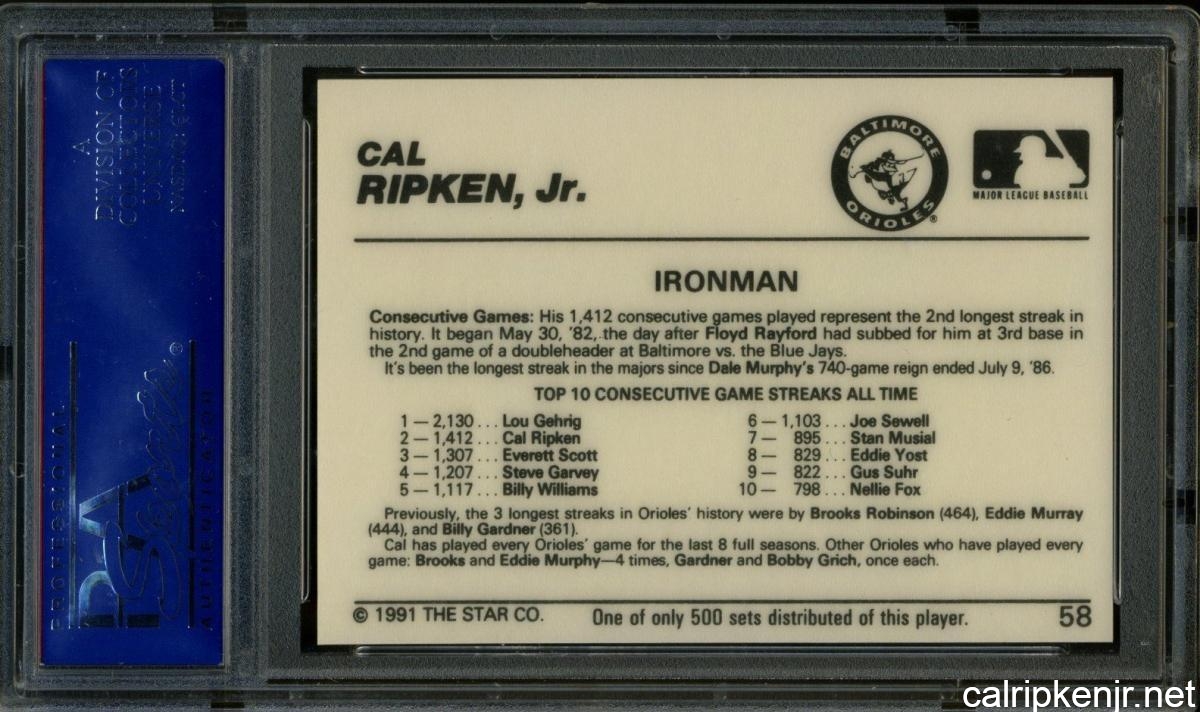 A
DIVISION OF
COLLECTORS
UNIVERSE
NASDAQ: CLCT
PROFESSIONAL
PSA
Sports
®
AUTHENTICATOR
CAL
RIPKEN, Jr.
BALTIMORE
ORIOLES
®
MAJOR LEAGUE BASEBALL
IRONMAN
Consecutive Games: His 1,412 consecutive games played represent the 2nd longest streak in
history. It began May 30, '82, the day after Floyd Rayford had subbed for him at 3rd base in
the 2nd game of a doubleheader at Baltimore vs. the Blue Jays.
It's been the longest streak in the majors since Dale Murphy's 740-game reign ended July 9, '86.
TOP 10 CONSECUTIVE GAME STREAKS ALL TIME
1 — 2,130 . . . Lou Gehrig
2 — 1,412 . . . Cal Ripken
3 — 1,307 . . . Everett Scott
4 — 1,207 . . . Steve Garvey
5 — 1,117 . . . Billy Williams
6 — 1,103 . . . Joe Sewell
7 — 895 . . . Stan Musial
8 — 829 . . . Eddie Yost
9 — 822 . . . Gus Suhr
10 — 798 . . . Nellie Fox
Previously, the 3 longest streaks in Orioles' history were by Brooks Robinson (464), Eddie Murray
(444), and Billy Gardner (361).
Cal has played every Orioles' game for the last 8 full seasons. Other Orioles who have played every
game: Brooks and Eddie Murphy—4 times, Gardner and Bobby Grich, once each.
© 1991 THE STAR CO. One of only 500 sets distributed of this player. 58
calripkenjr.net